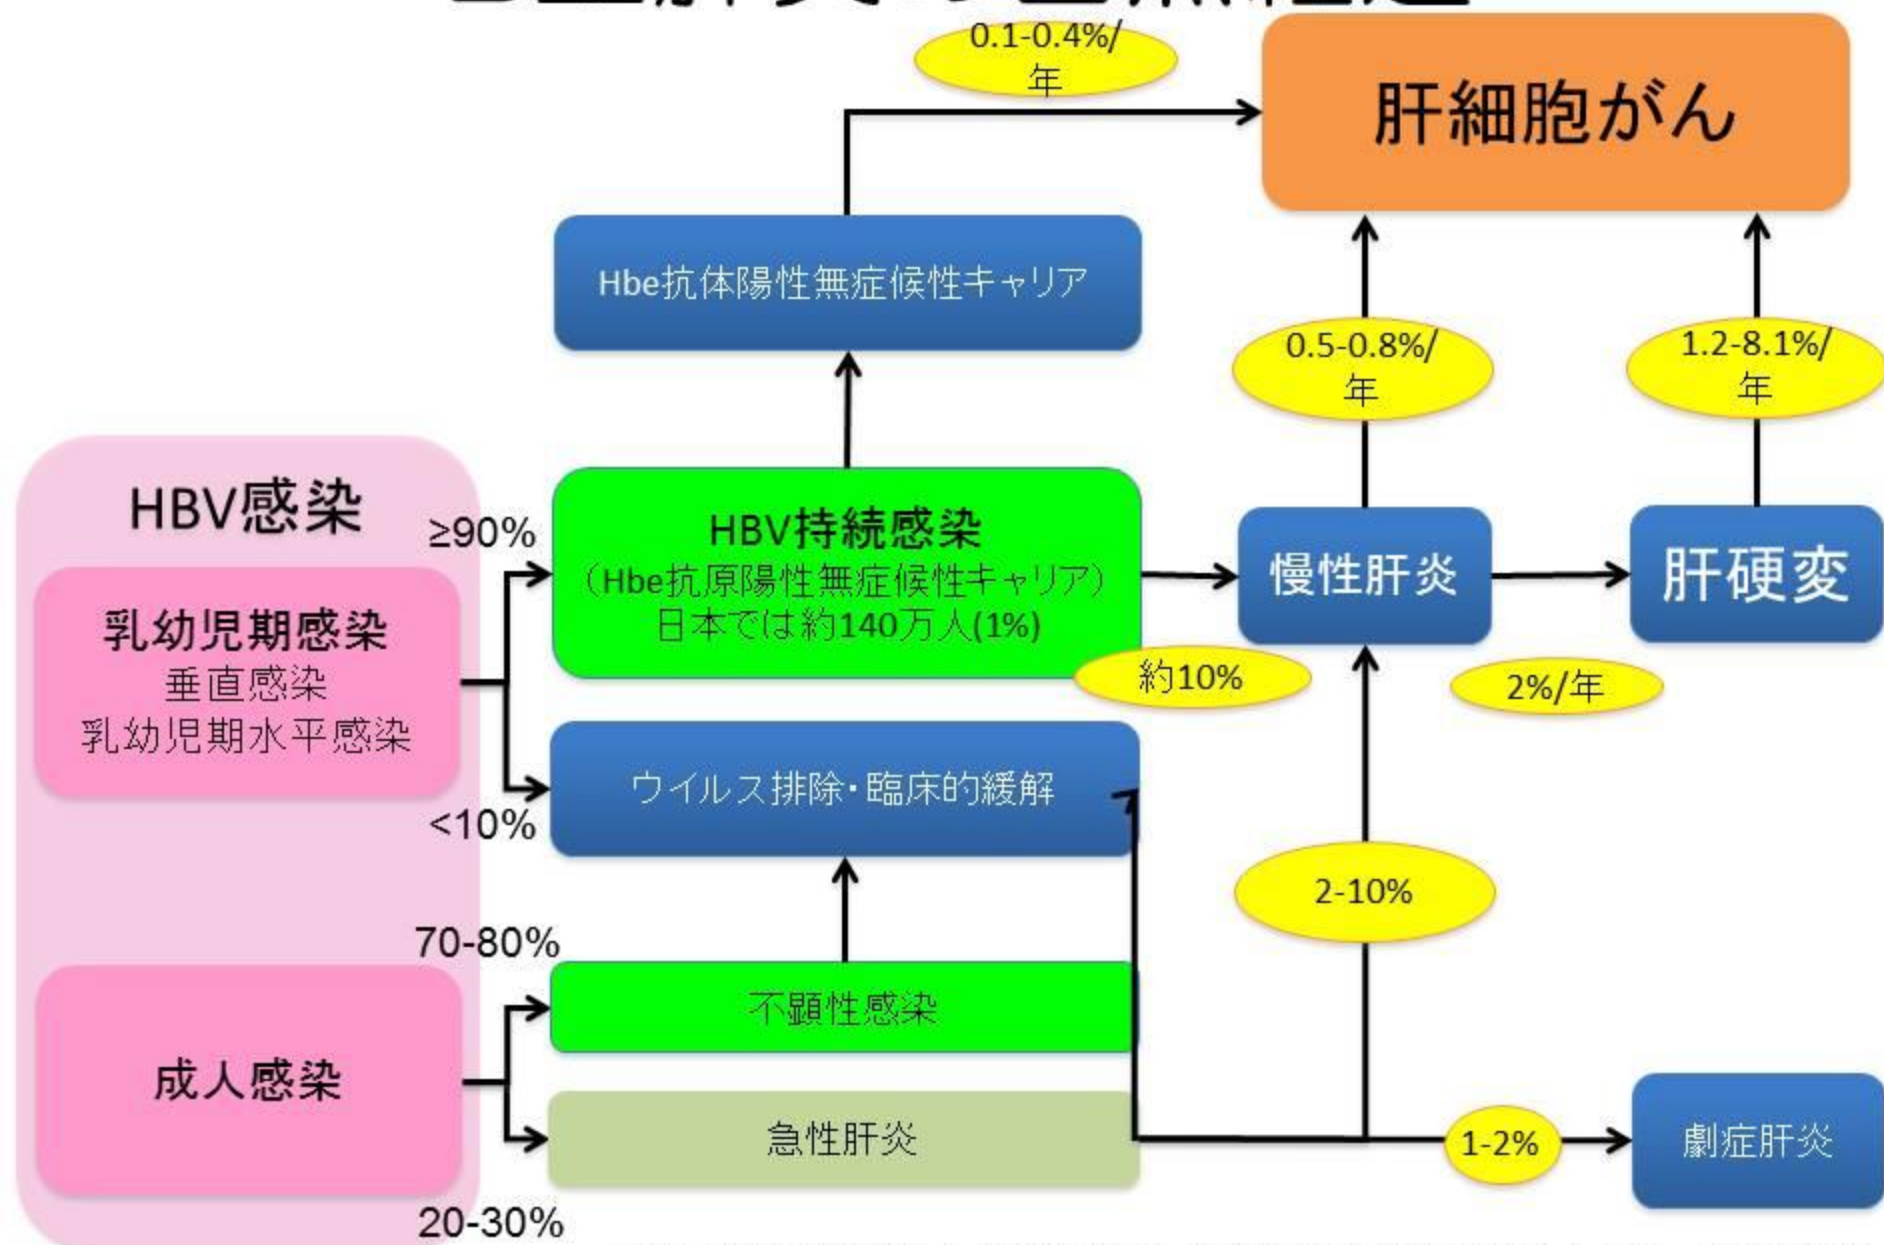 0.1-0.4%/
年
肝細胞がん
Hbe抗体陽性無症候性キャリア
0.5-0.8%/
年
1.2-8.1%/
年
HBV感染
≥90%
HBV持続感染
（Hbe抗原陽性無症候性キャリア）
日本では約140万人(1%)
慢性肝炎
肝硬変
乳幼児期感染
垂直感染
乳幼児期水平感染
約10%
2%/年
ウイルス排除・臨床的緩解
<10%
2-10%
70-80%
不顕性感染
成人感染
急性肝炎
1-2%
劇症肝炎
20-30%